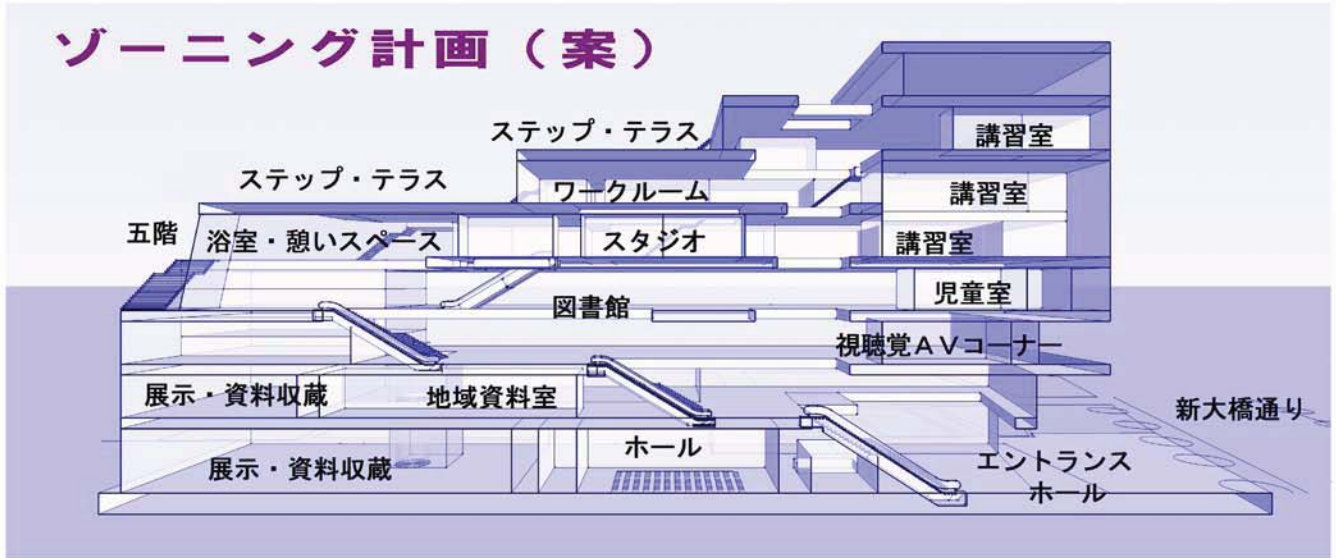 ゾーニング計画（案）
ステップ・テラス
講習室
ステップ・テラス
ワークルーム
講習室
五階
浴室・憩いスペース
スタジオ
講習室
図書館
児童室
視聴覚ＡＶコーナー
展示・資料収蔵
地域資料室
新大橋通り
展示・資料収蔵
ホール
エントランス
ホール